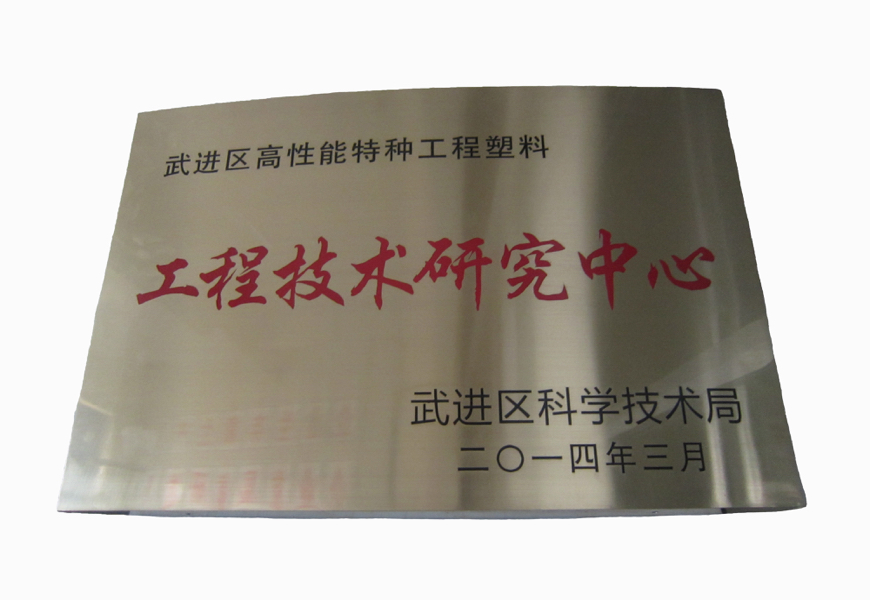 武进区高性能特种工程塑料
工程技术研究中心
武进区科学技术局
二〇一四年三月